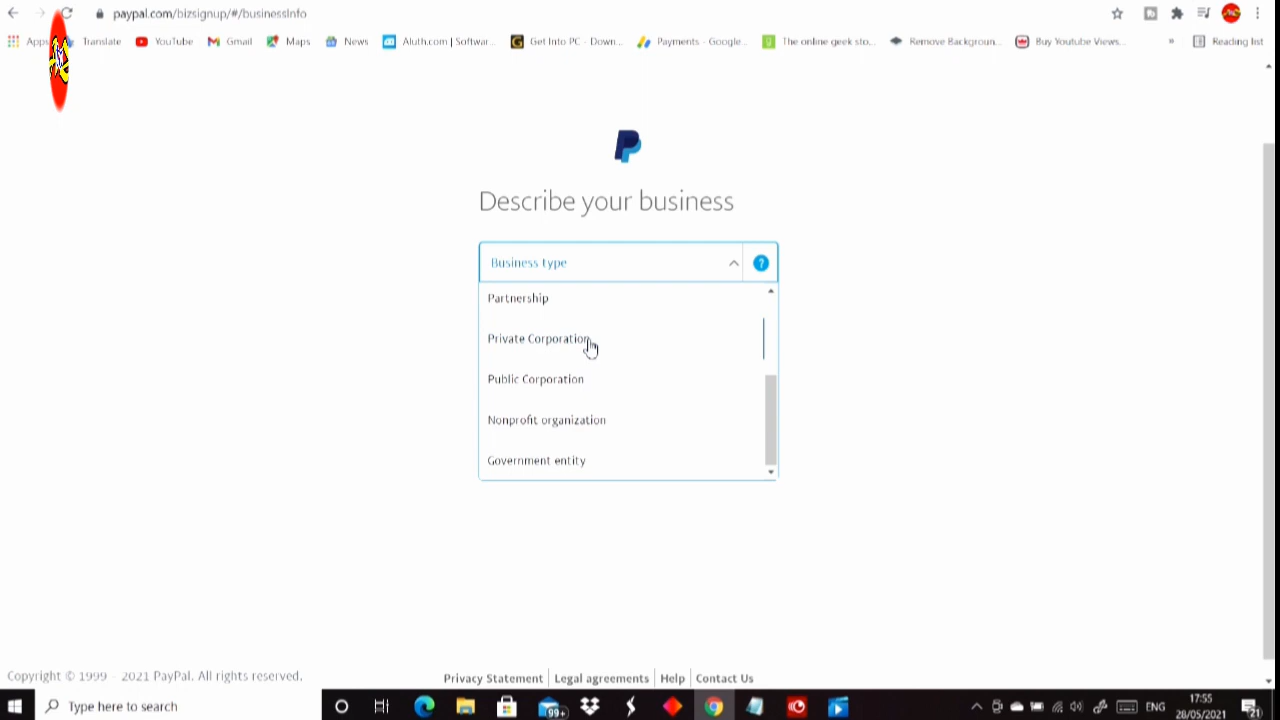 paypal.com/bizsignup/#/businessInfo
Apps Translate YouTube Gmail Maps News Aluth.com | Softwar... Get Into PC - Down... Payments - Google... The online geek sto... Remove Backgroun... Buy Youtube Views... » Reading list
Describe your business
Business type ?
Partnership
Private Corporation
Public Corporation
Nonprofit organization
Government entity
Copyright © 1999 - 2021 PayPal. All rights reserved.
Privacy Statement Legal agreements Help Contact Us
Type here to search
99+
ENG
17:55
28/05/2021
21